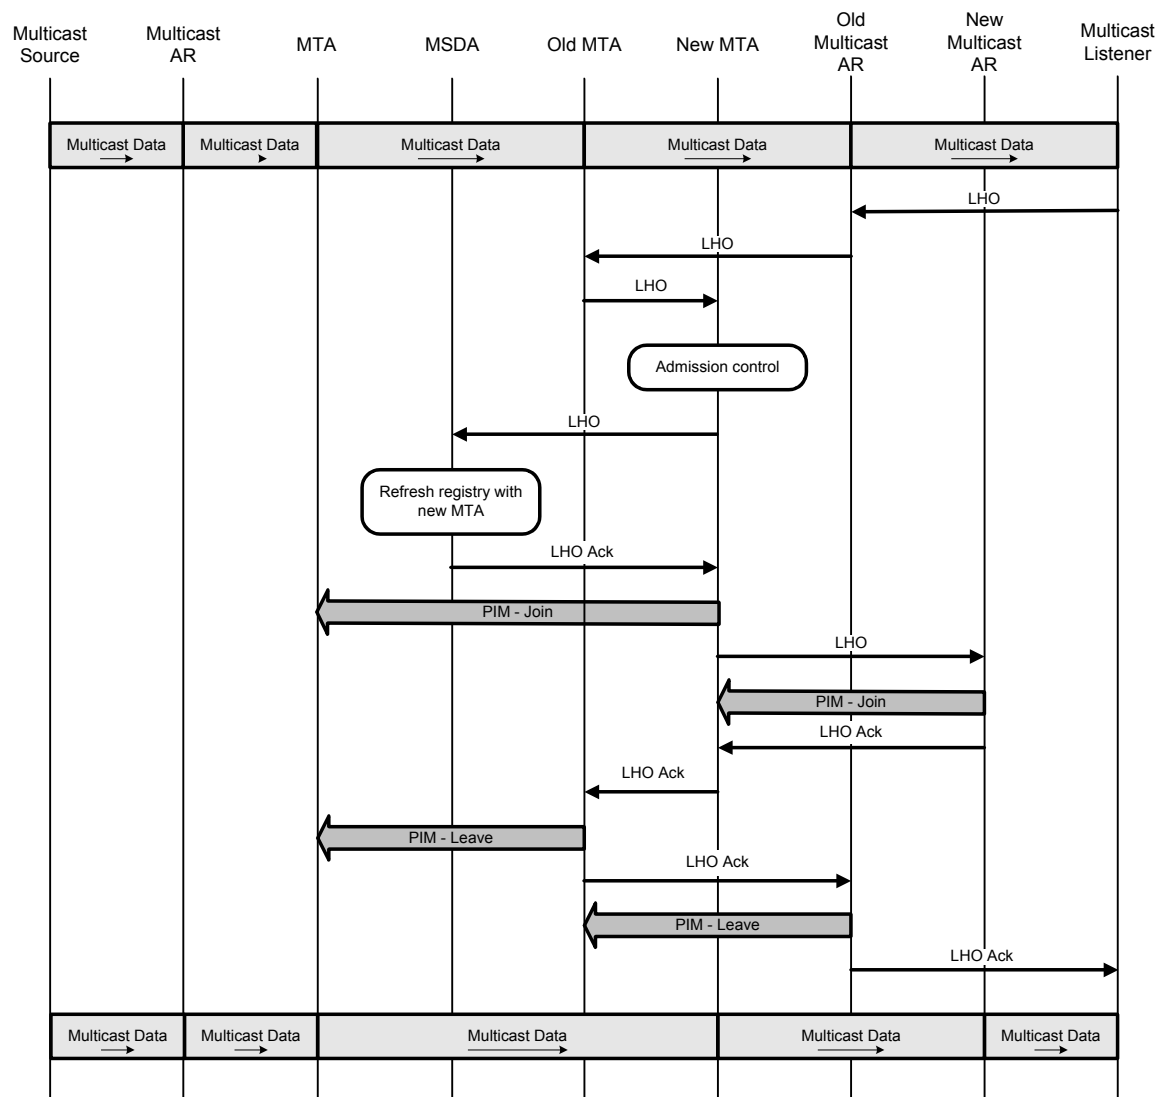 Multicast
Source
Multicast
AR
MTA
MSDA
Old MTA
New MTA
Old
Multicast
AR
New
Multicast
AR
Multicast
Listener
Multicast Data
Multicast Data
Multicast Data
Multicast Data
Multicast Data
LHO
LHO
LHO
Admission control
LHO
Refresh registry with
new MTA
LHO Ack
PIM - Join
LHO
PIM - Join
LHO Ack
LHO Ack
PIM - Leave
LHO Ack
PIM - Leave
LHO Ack
Multicast Data
Multicast Data
Multicast Data
Multicast Data
Multicast Data